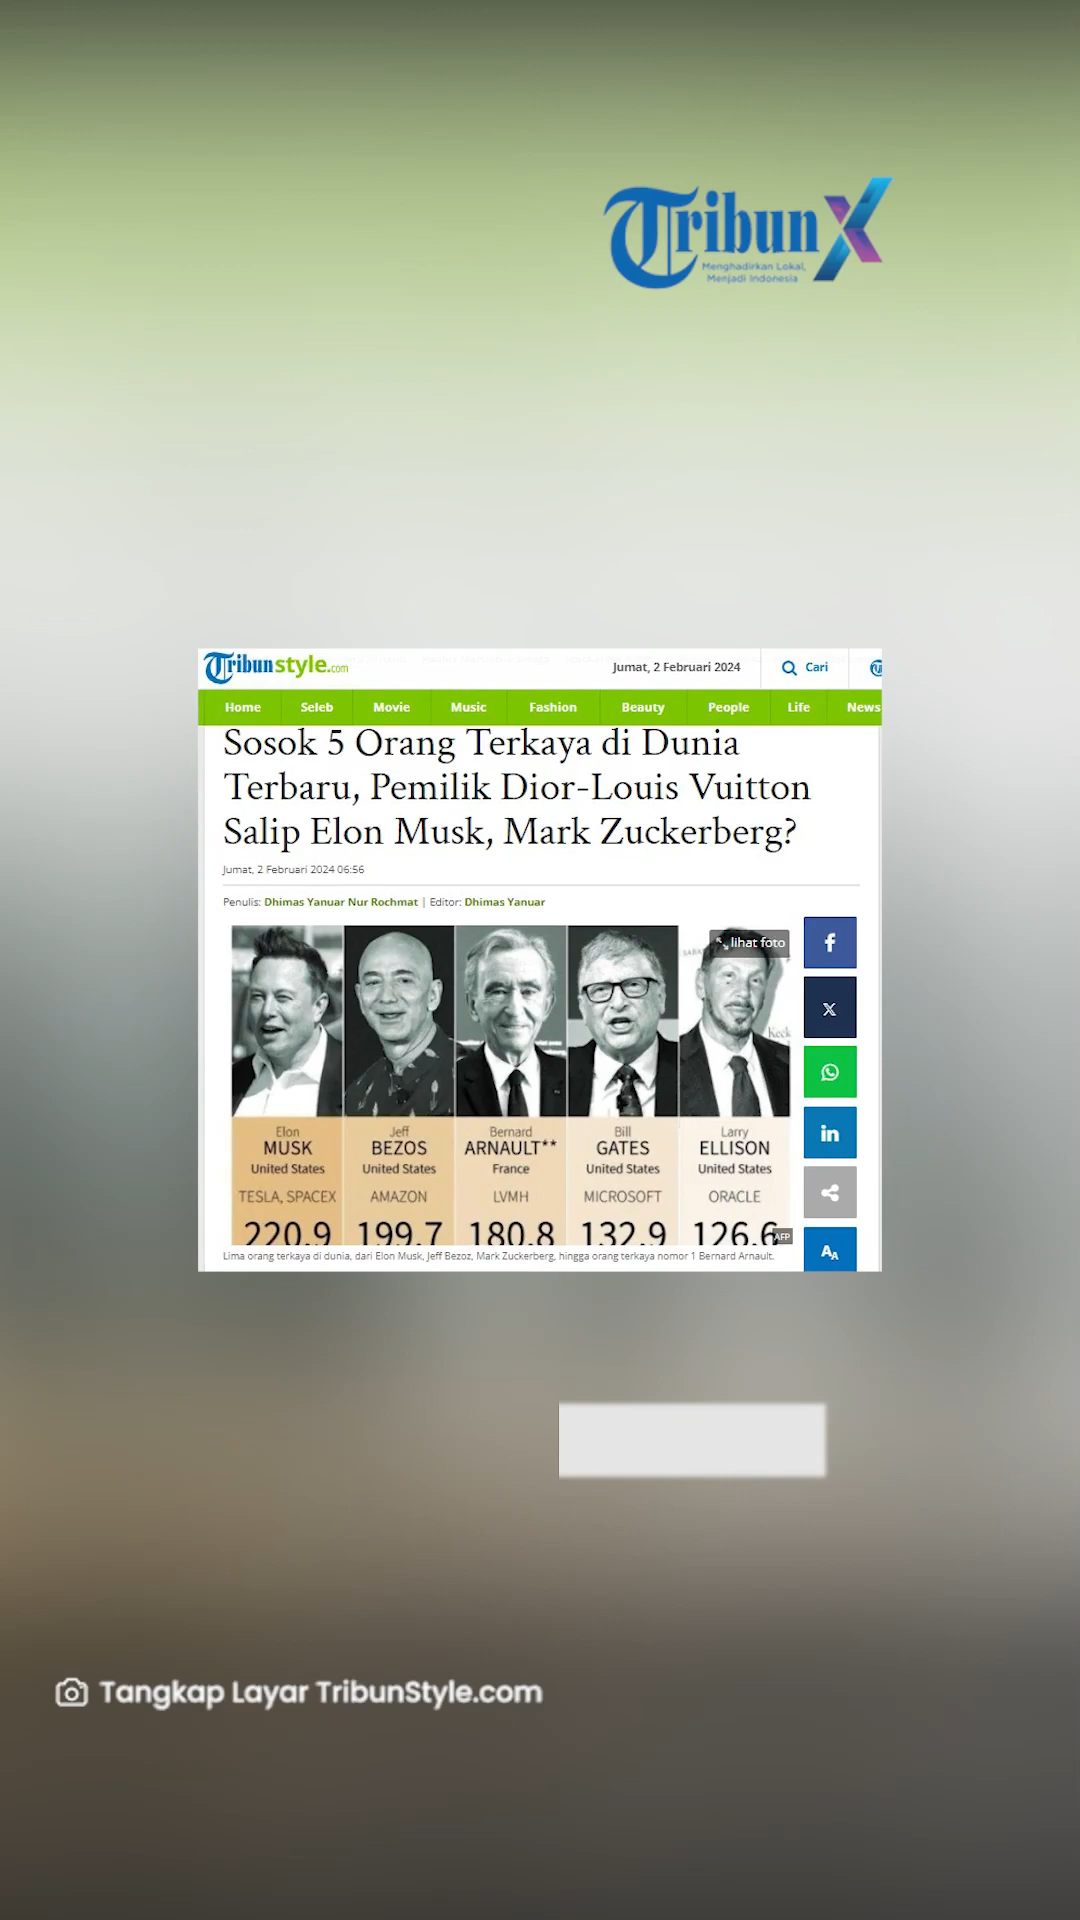 Tribun X
Menghadirkan Lokal,
Menjadi Indonesia
Tribunstyle.com
Jumat, 2 Februari 2024
Cari
Home Seleb Movie Music Fashion Beauty People Life News
Sosok 5 Orang Terkaya di Dunia
Terbaru, Pemilik Dior-Louis Vuitton
Salip Elon Musk, Mark Zuckerberg?
Jumat, 2 Februari 2024 06:56
Penulis: Dhimas Yanuar Nur Rochmat | Editor: Dhimas Yanuar
lihat foto
Elon
MUSK
United States
TESLA, SPACEX
220.9
Jeff
BEZOS
United States
AMAZON
199.7
Bernard
ARNAULT**
France
LVMH
180.8
Bill
GATES
United States
MICROSOFT
132.9
Larry
ELLISON
United States
ORACLE
126.6
AFP
Lima orang terkaya di dunia, dari Elon Musk, Jeff Bezoz, Mark Zuckerberg, hingga orang terkaya nomor 1 Bernard Arnault.
Tangkap Layar TribunStyle.com